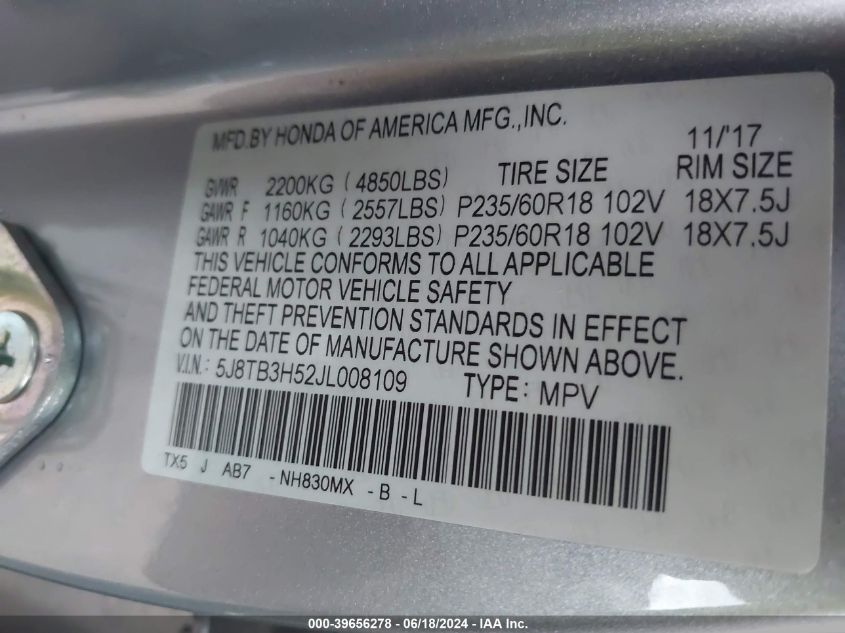 MFD.BY HONDA OF AMERICA MFG.,INC. 11/'17
GVWR 2200KG ( 4850LBS) TIRE SIZE RIM SIZE
GAWR F 1160KG ( 2557LBS) P235/60R18 102V 18X7.5J
GAWR R 1040KG ( 2293LBS) P235/60R18 102V 18X7.5J
THIS VEHICLE CONFORMS TO ALL APPLICABLE
FEDERAL MOTOR VEHICLE SAFETY
AND THEFT PREVENTION STANDARDS IN EFFECT
ON THE DATE OF MANUFACTURE SHOWN ABOVE.
V.I.N.: 5J8TB3H52JL008109 TYPE: MPV
TX5 J AB7 -NH830MX -B -L
000-39656278 - 06/18/2024 - IAA Inc.